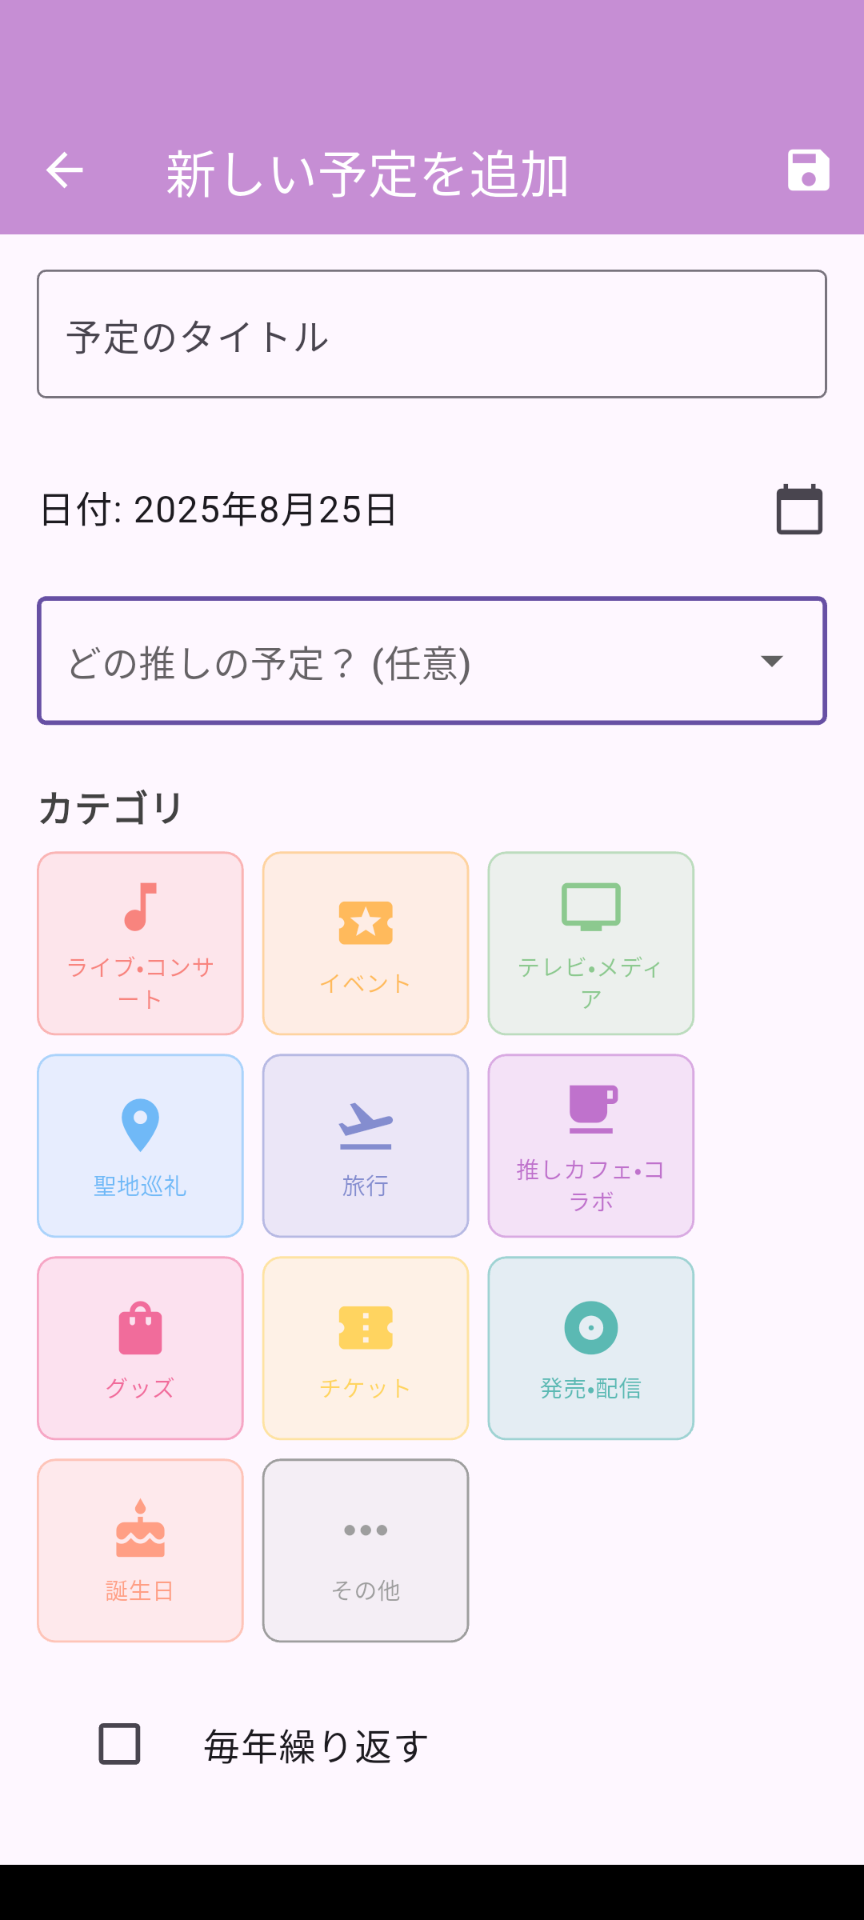 新しい予定を追加
予定のタイトル
日付: 2025年8月25日
どの推しの予定？ (任意)
カテゴリ
ライブ•コンサ
ート
イベント
テレビ•メディ
ア
聖地巡礼
旅行
推しカフェ•コ
ラボ
グッズ
チケット
発売•配信
誕生日
その他
毎年繰り返す